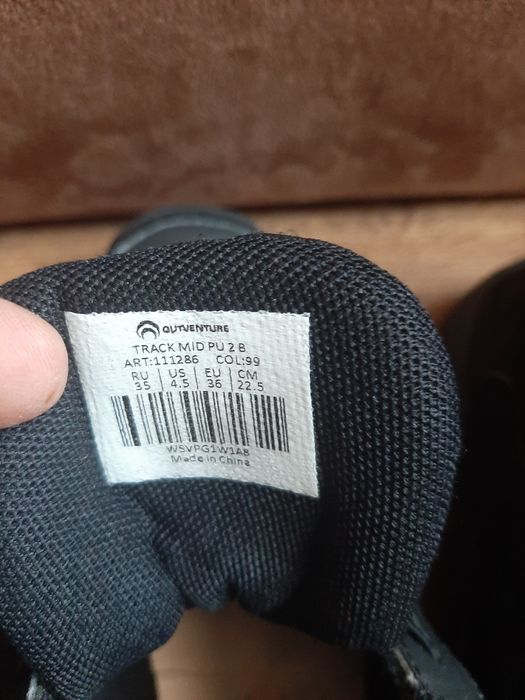 OUTVENTURE
TRACK MID PU 2 B
ART:111286 COL:99
RU US EU CM
35 4.5 36 22.5
WSVPG1W1A8
Made in China